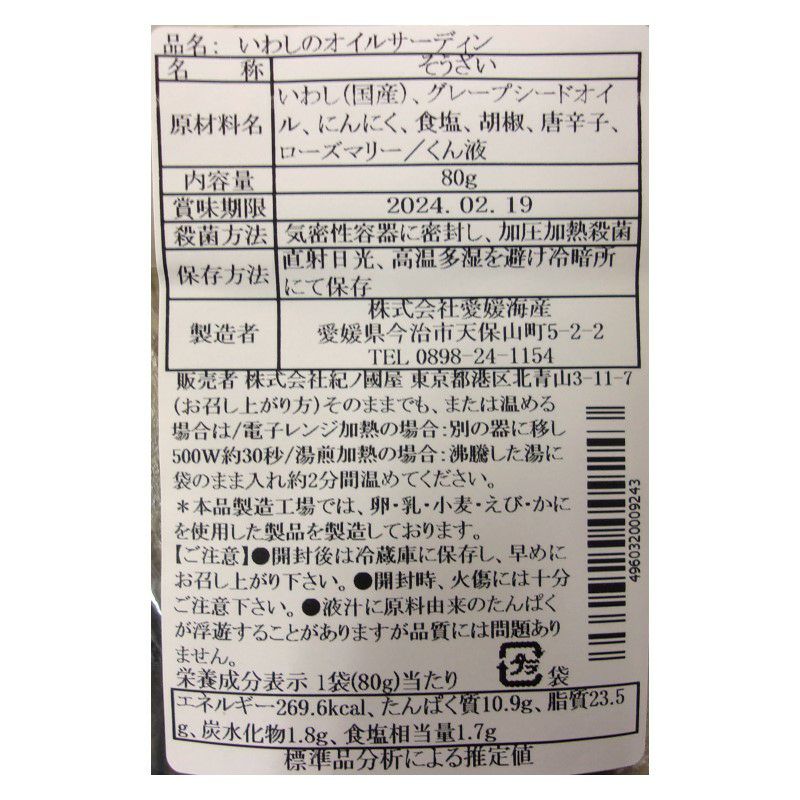 品名: いわしのオイルサーディン
名 称 そうざい
原材料名 いわし(国産)、グレープシードオイ
ル、にんにく、食塩、胡椒、唐辛子、
ローズマリー/くん液
内容量 80g
賞味期限 2024.02.19
殺菌方法 気密性容器に密封し、加圧加熱殺菌
保存方法 直射日光、高温多湿を避け冷暗所
にて保存
製造者 株式会社愛媛海産
愛媛県今治市天保山町5-2-2
TEL 0898-24-1154
販売者 株式会社紀ノ國屋 東京都港区北青山3-11-7
(お召し上がり方)そのままでも、または温める
場合は/電子レンジ加熱の場合:別の器に移し
500W約30秒/湯煎加熱の場合:沸騰した湯に
袋のまま入れ約2分間温めてください。
*本品製造工場では、卵・乳・小麦・えび・かに
を使用した製品を製造しております。
【ご注意】●開封後は冷蔵庫に保存し、早めに
お召し上がり下さい。●開封時、火傷には十分
ご注意下さい。●液汁に原料由来のたんぱく
が浮遊することがありますが品質には問題あり
ません。
栄養成分表示 1袋(80g)当たり
プラ 袋
エネルギー269.6kcal、たんぱく質10.9g、脂質23.5
g、炭水化物1.8g、食塩相当量1.7g
標準品分析による推定値
4960320009243